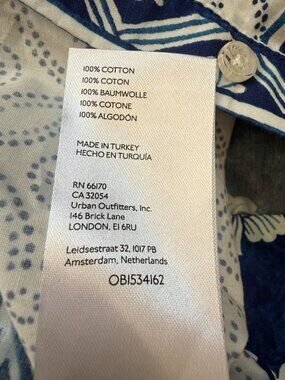 100% COTTON
100% COTON
100% BAUMWOLLE
100% COTONE
100% ALGODÓN
MADE IN TURKEY
HECHO EN TURQUÍA
RN 66170
CA 32054
Urban Outfitters, Inc.
146 Brick Lane
LONDON, E1 6RU
Leidsestraat 32, 1017 PB
Amsterdam, Netherlands
OB1534162